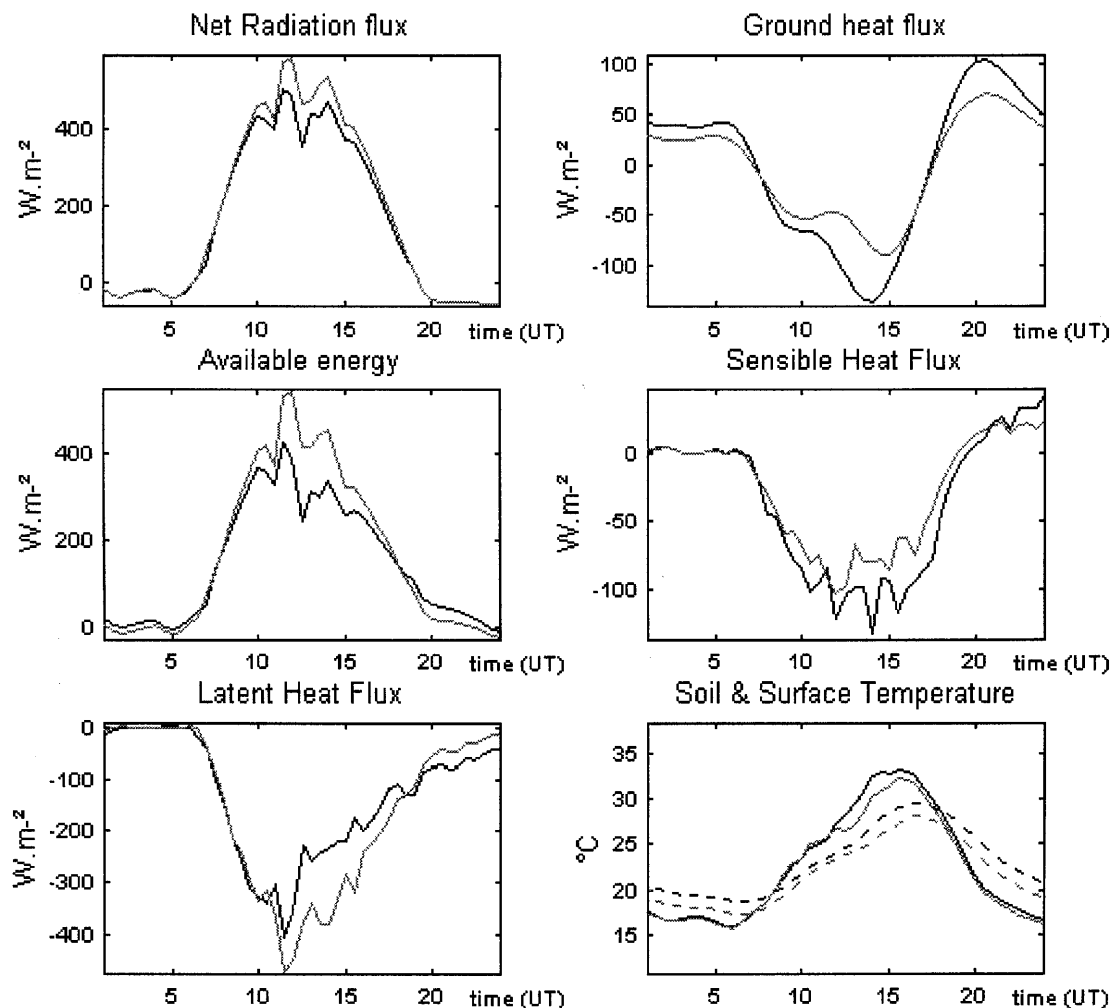 Net Radiation flux
W.m-²
400
200
0
5 10 15 20 time (UT)
Ground heat flux
W.m-²
100
50
0
-50
-100
5 10 15 20 time (UT)
Available energy
W.m-²
400
200
0
5 10 15 20 time (UT)
Sensible Heat Flux
W.m-²
0
-50
-100
5 10 15 20 time (UT)
Latent Heat Flux
W.m-²
0
-100
-200
-300
-400
5 10 15 20 time (UT)
Soil & Surface Temperature
°C
35
30
25
20
15
5 10 15 20 time (UT)